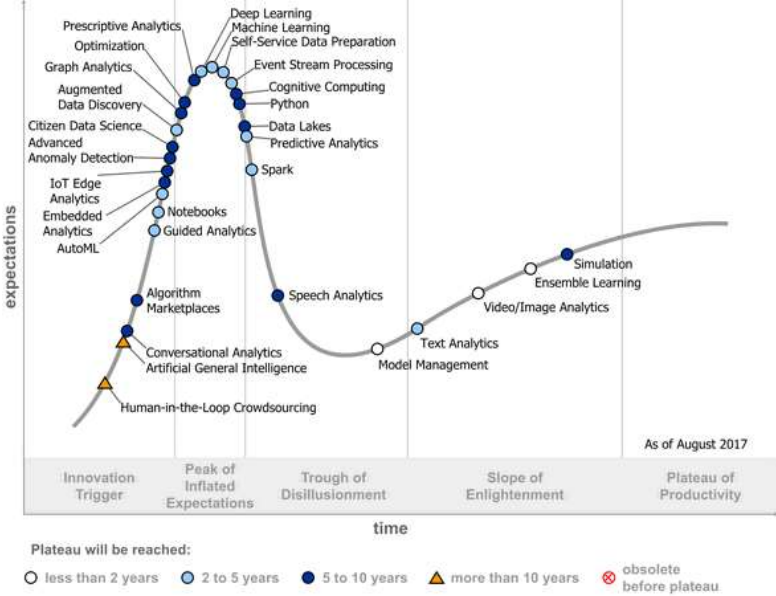 Deep Learning
Machine Learning
Prescriptive Analytics
Self-Service Data Preparation
Optimization
Event Stream Processing
Graph Analytics
Cognitive Computing
Augmented
Data Discovery
Python
Citizen Data Science
Data Lakes
Advanced
Anomaly Detection
Predictive Analytics
Spark
IoT Edge
Analytics
Embedded
Analytics
Notebooks
AutoML
Guided Analytics
Algorithm
Marketplaces
Speech Analytics
Conversational Analytics
Artificial General Intelligence
Human-in-the-Loop Crowdsourcing
Simulation
Ensemble Learning
Video/Image Analytics
Text Analytics
Model Management
expectations
As of August 2017
Innovation
Trigger
Peak of
Inflated
Expectations
Trough of
Disillusionment
Slope of
Enlightenment
Plateau of
Productivity
time
Plateau will be reached:
less than 2 years
2 to 5 years
5 to 10 years
more than 10 years
obsolete
before plateau